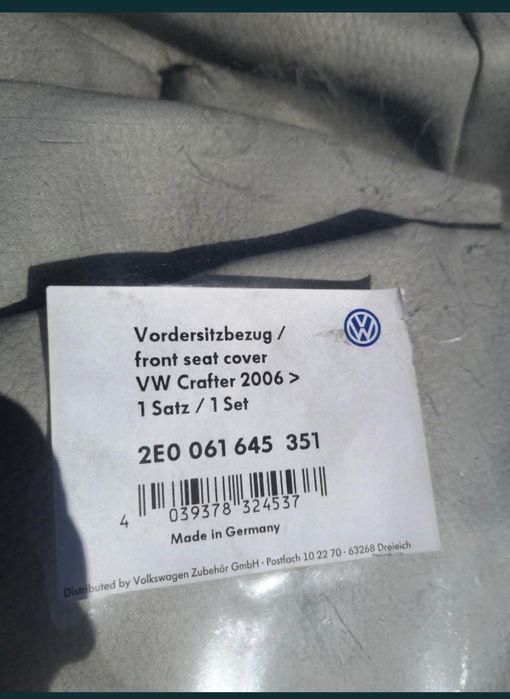 Vordersitzbezug /
front seat cover
VW Crafter 2006 >
1 Satz / 1 Set
2E0 061 645 351
4 039378 324537
Made in Germany
Distributed by Volkswagen Zubehör GmbH · Postfach 10 22 70 · 63268 Dreieich